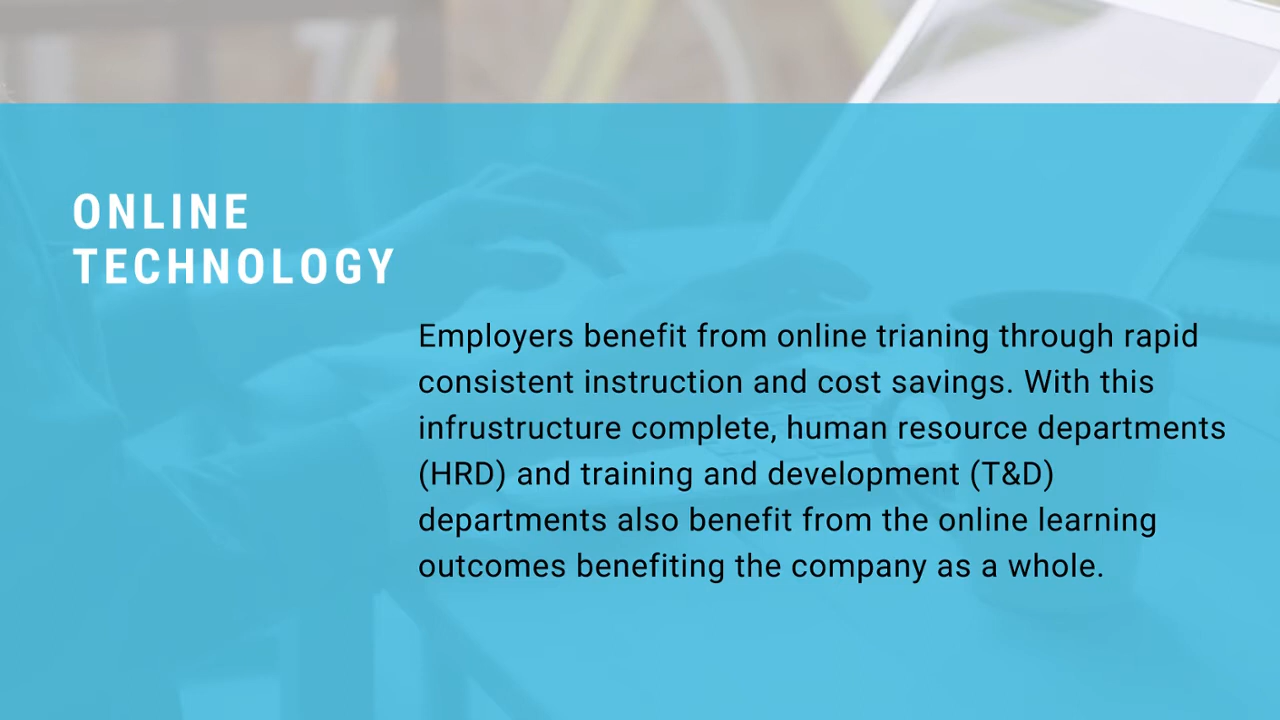 ONLINE
TECHNOLOGY
Employers benefit from online trianing through rapid
consistent instruction and cost savings. With this
infrustructure complete, human resource departments
(HRD) and training and development (T&D)
departments also benefit from the online learning
outcomes benefiting the company as a whole.